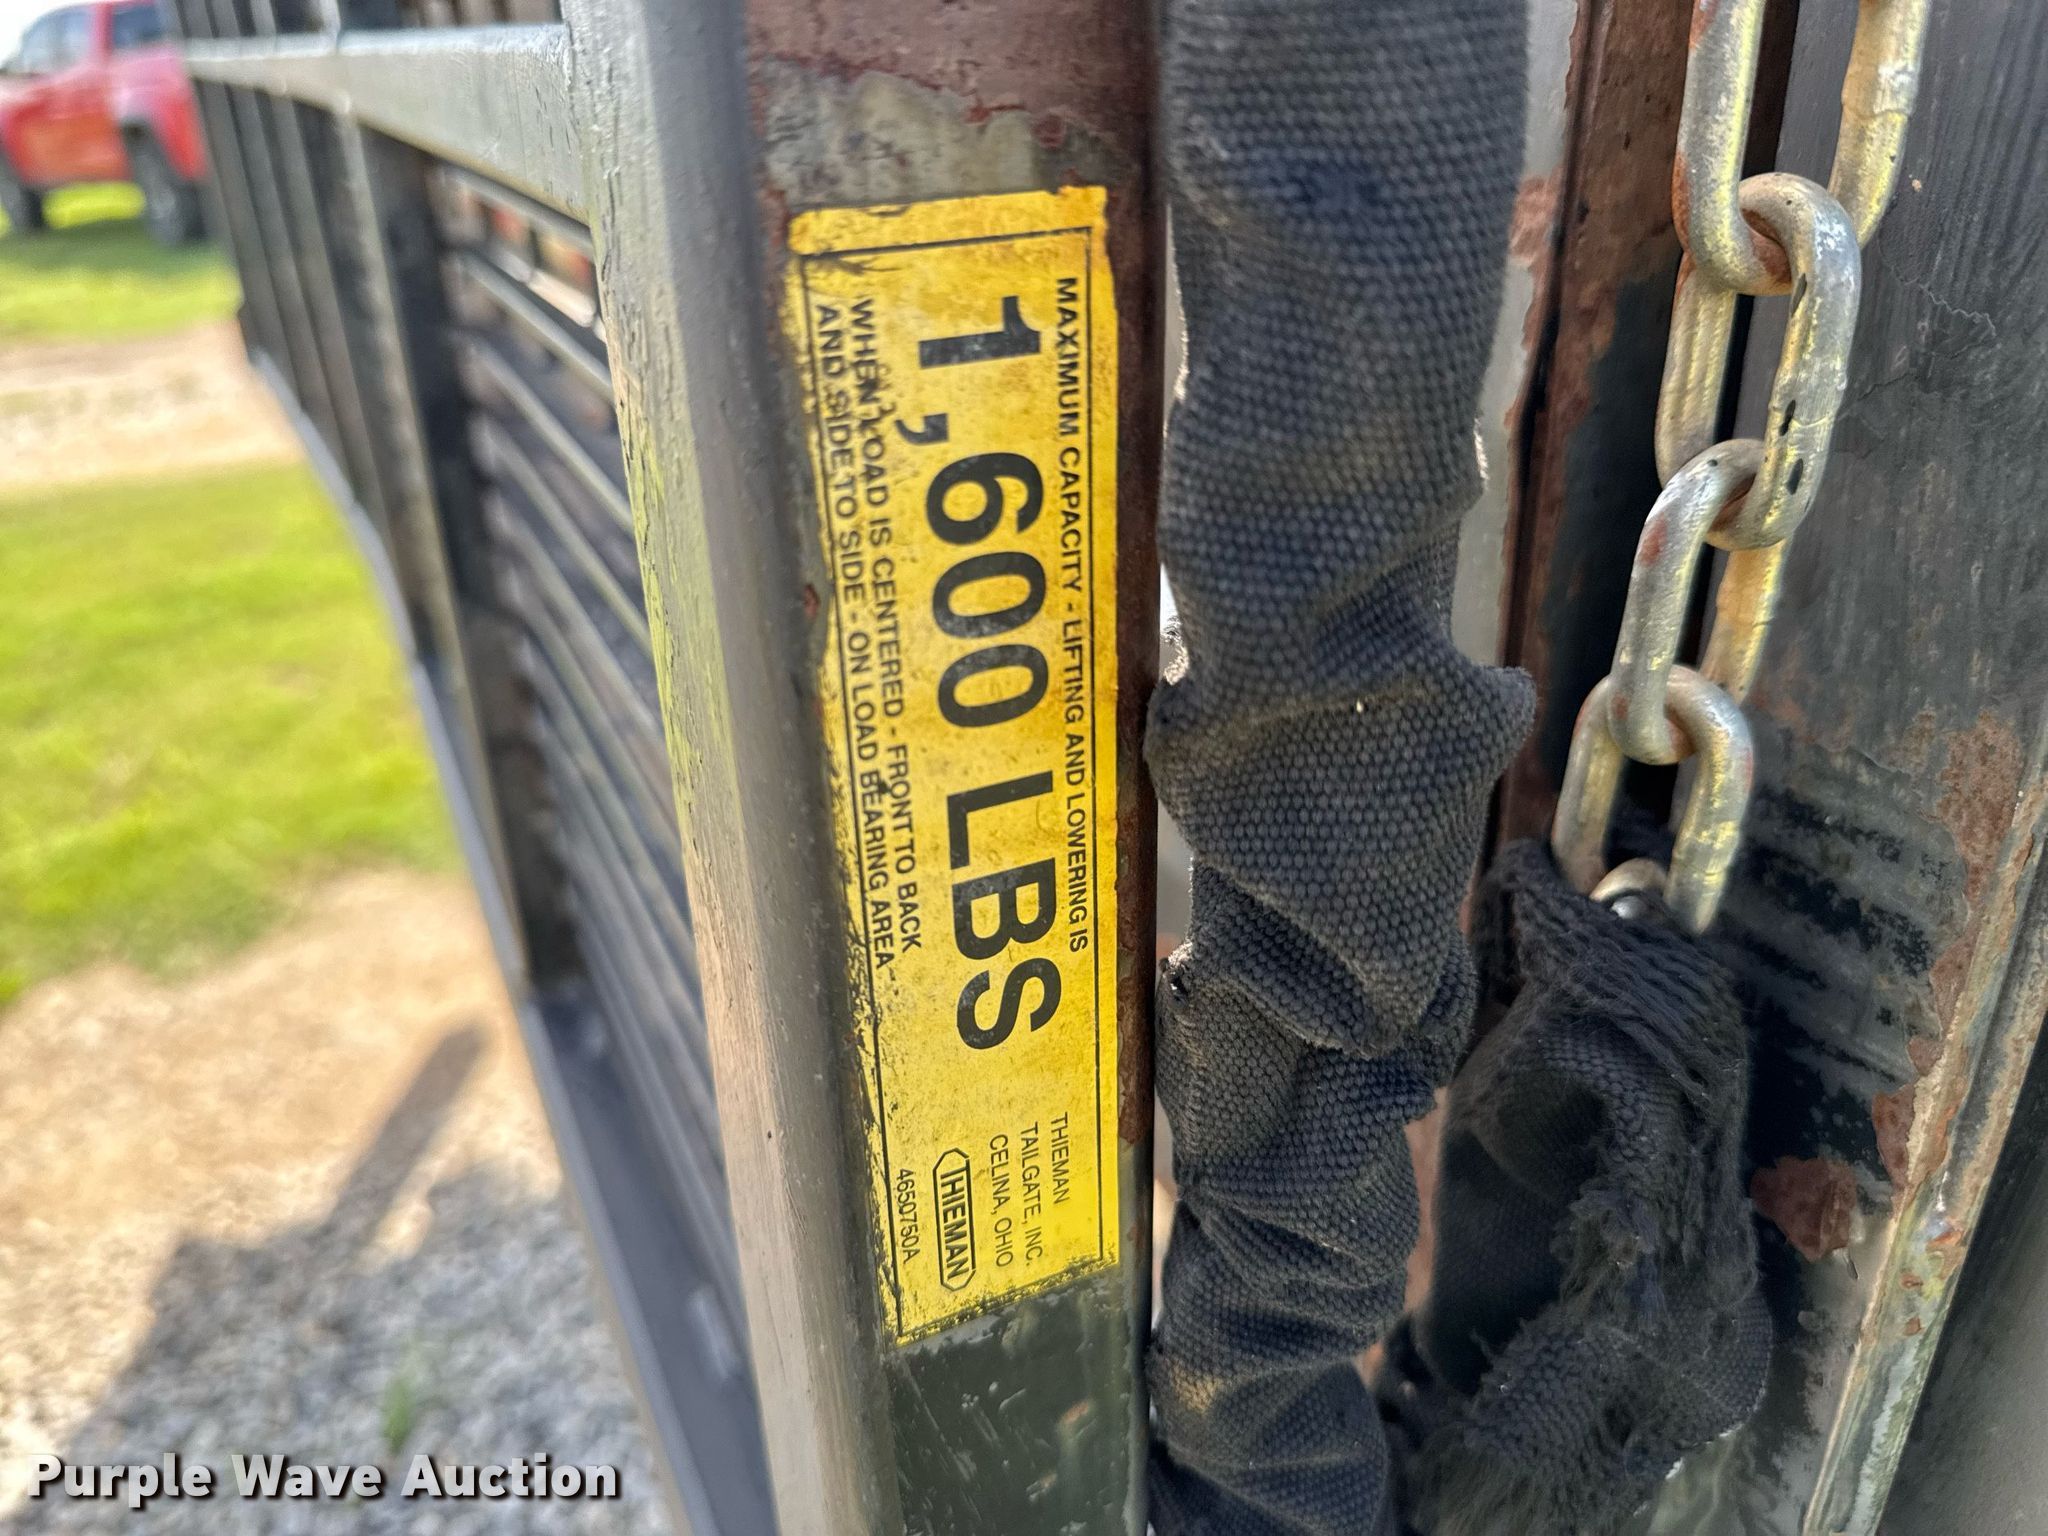 MAXIMUM CAPACITY - LIFTING AND LOWERING IS
1,600 LBS
WHEN LOAD IS CENTERED - FRONT TO BACK
AND SIDE TO SIDE - ON LOAD BEARING AREA
THIEMAN
TAILGATE, INC.
CELINA, OHIO
THIEMAN
4650750A
Purple Wave Auction